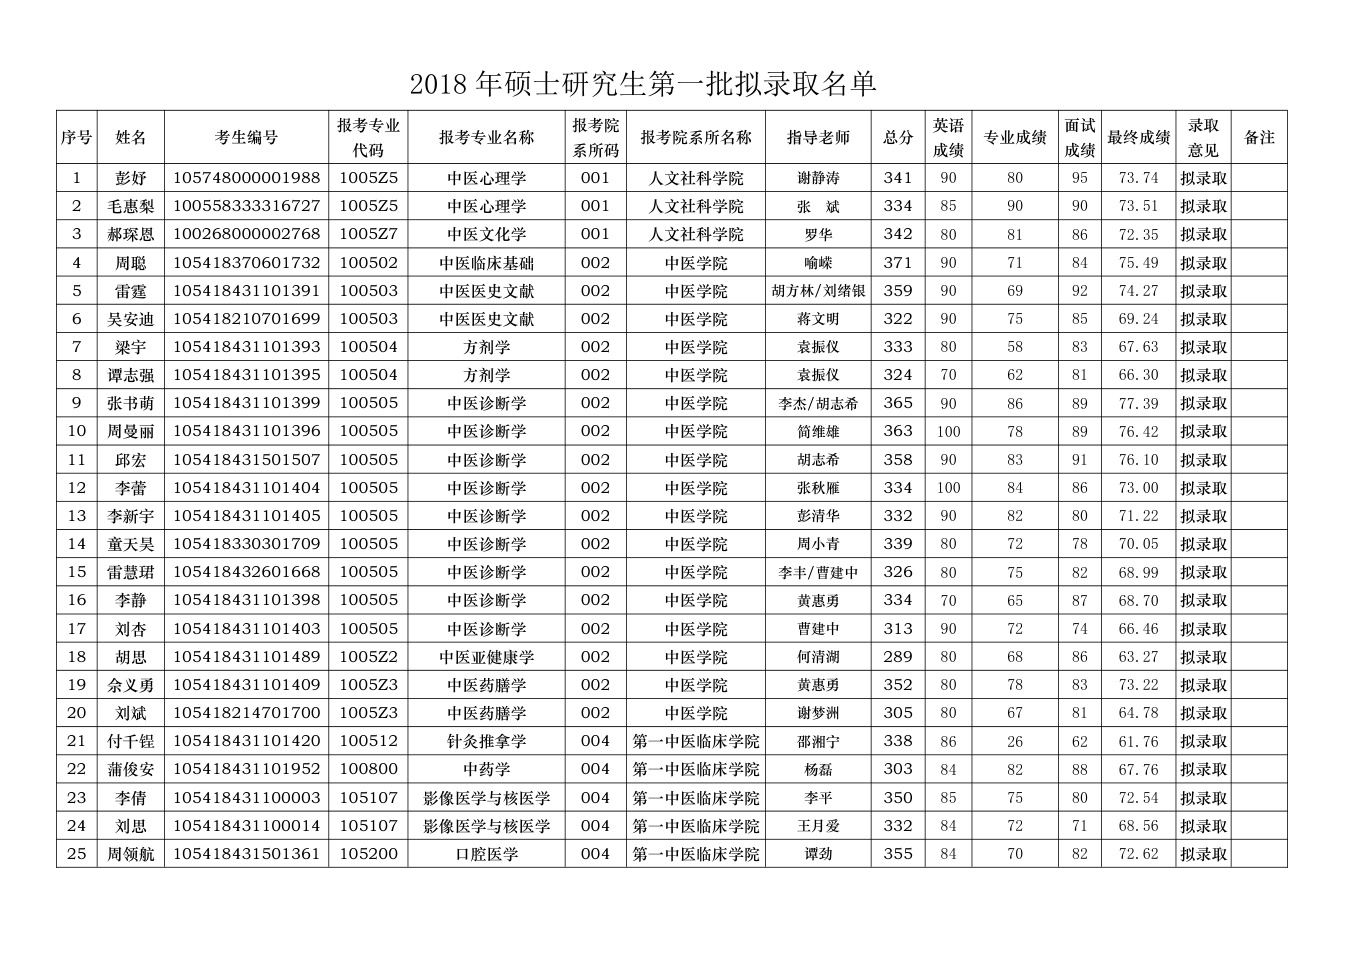 2018 年硕士研究生第一批拟录取名单
序号 姓名 考生编号 报考专业代码 报考专业名称 报考院系所码 报考院系所名称 指导老师 总分 英语成绩 专业成绩 面试成绩 最终成绩 录取意见 备注
1 彭妤 105748000001988 1005Z5 中医心理学 001 人文社科学院 谢静涛 341 90 80 95 73.74 拟录取
2 毛惠梨 100558333316727 1005Z5 中医心理学 001 人文社科学院 张　斌 334 85 90 90 73.51 拟录取
3 郝琛恩 100268000002768 1005Z7 中医文化学 001 人文社科学院 罗华 342 80 81 86 72.35 拟录取
4 周聪 105418370601732 100502 中医临床基础 002 中医学院 喻嵘 371 90 71 84 75.49 拟录取
5 雷霆 105418431101391 100503 中医医史文献 002 中医学院 胡方林/刘绪银 359 90 69 92 74.27 拟录取
6 吴安迪 105418210701699 100503 中医医史文献 002 中医学院 蒋文明 322 90 75 85 69.24 拟录取
7 梁宇 105418431101393 100504 方剂学 002 中医学院 袁振仪 333 80 58 83 67.63 拟录取
8 谭志强 105418431101395 100504 方剂学 002 中医学院 袁振仪 324 70 62 81 66.30 拟录取
9 张书萌 105418431101399 100505 中医诊断学 002 中医学院 李杰/胡志希 365 90 86 89 77.39 拟录取
10 周曼丽 105418431101396 100505 中医诊断学 002 中医学院 简维雄 363 100 78 89 76.42 拟录取
11 邱宏 105418431501507 100505 中医诊断学 002 中医学院 胡志希 358 90 83 91 76.10 拟录取
12 李蕾 105418431101404 100505 中医诊断学 002 中医学院 张秋雁 334 100 84 86 73.00 拟录取
13 李新宇 105418431101405 100505 中医诊断学 002 中医学院 彭清华 332 90 82 80 71.22 拟录取
14 童天昊 105418330301709 100505 中医诊断学 002 中医学院 周小青 339 80 72 78 70.05 拟录取
15 雷慧珺 105418432601668 100505 中医诊断学 002 中医学院 李丰/曹建中 326 80 75 82 68.99 拟录取
16 李静 105418431101398 100505 中医诊断学 002 中医学院 黄惠勇 334 70 65 87 68.70 拟录取
17 刘杏 105418431101403 100505 中医诊断学 002 中医学院 曹建中 313 90 72 74 66.46 拟录取
18 胡思 105418431101489 1005Z2 中医亚健康学 002 中医学院 何清湖 289 80 68 86 63.27 拟录取
19 佘义勇 105418431101409 1005Z3 中医药膳学 002 中医学院 黄惠勇 352 80 78 83 73.22 拟录取
20 刘斌 105418214701700 1005Z3 中医药膳学 002 中医学院 谢梦洲 305 80 67 81 64.78 拟录取
21 付千铿 105418431101420 100512 针灸推拿学 004 第一中医临床学院 邵湘宁 338 86 26 62 61.76 拟录取
22 蒲俊安 105418431101952 100800 中药学 004 第一中医临床学院 杨磊 303 84 82 88 67.76 拟录取
23 李倩 105418431100003 105107 影像医学与核医学 004 第一中医临床学院 李平 350 85 75 80 72.54 拟录取
24 刘思 105418431100014 105107 影像医学与核医学 004 第一中医临床学院 王月爱 332 84 72 71 68.56 拟录取
25 周领航 105418431501361 105200 口腔医学 004 第一中医临床学院 谭劲 355 84 70 82 72.62 拟录取